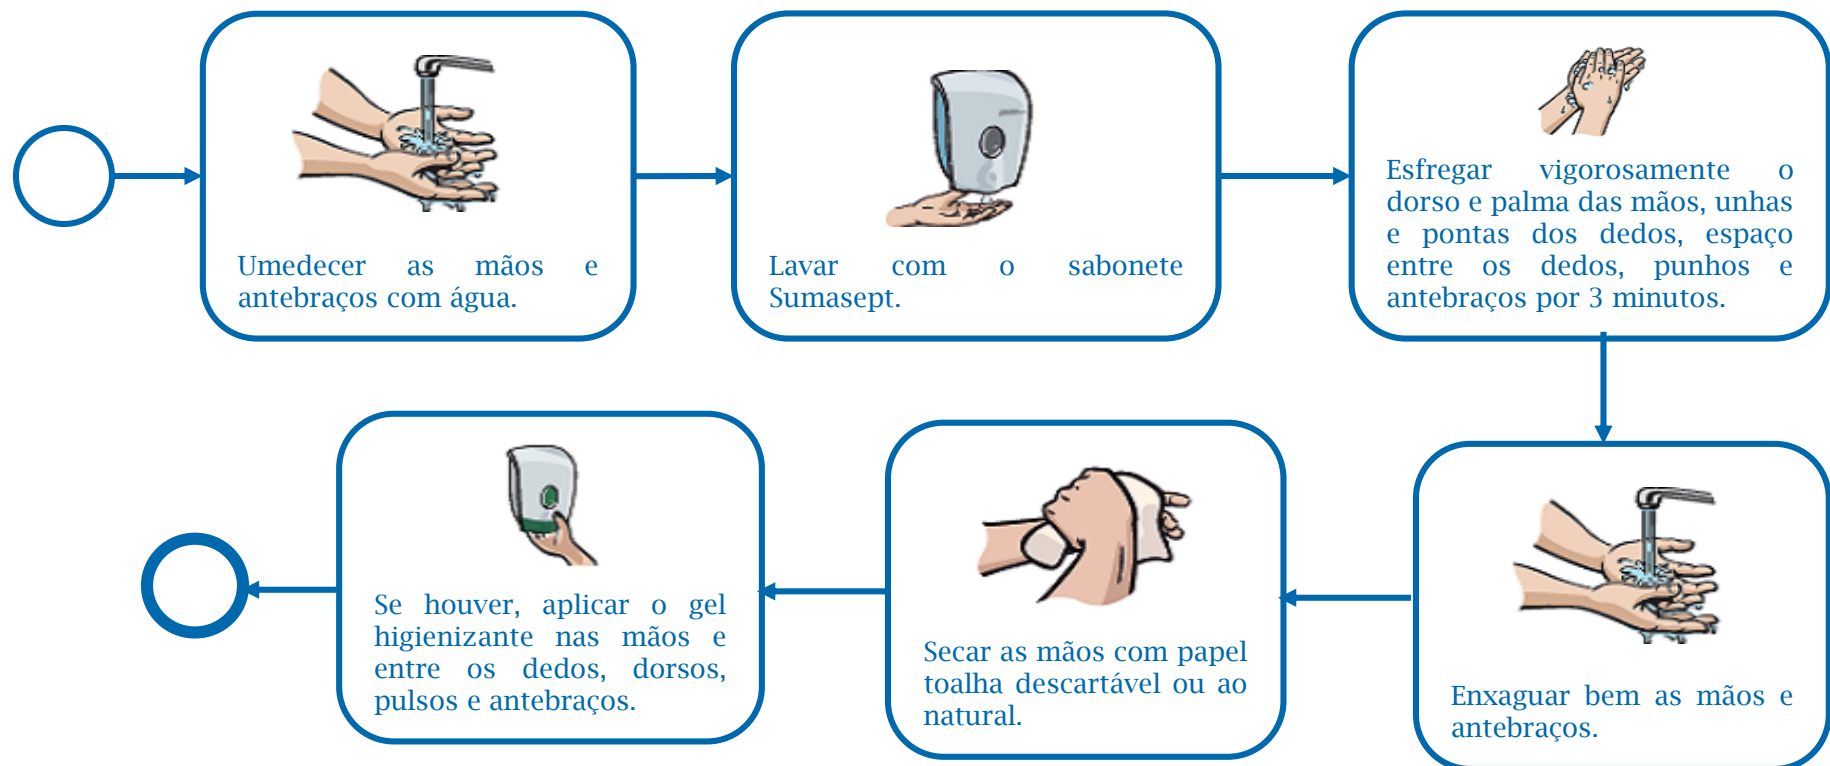 Umedecer as mãos e
antebraços com água.
Lavar com o sabonete
Sumasept.
Esfregar vigorosamente o
dorso e palma das mãos, unhas
e pontas dos dedos, espaço
entre os dedos, punhos e
antebraços por 3 minutos.
Enxaguar bem as mãos e
antebraços.
Secar as mãos com papel
toalha descartável ou ao
natural.
Se houver, aplicar o gel
higienizante nas mãos e
entre os dedos, dorsos,
pulsos e antebraços.